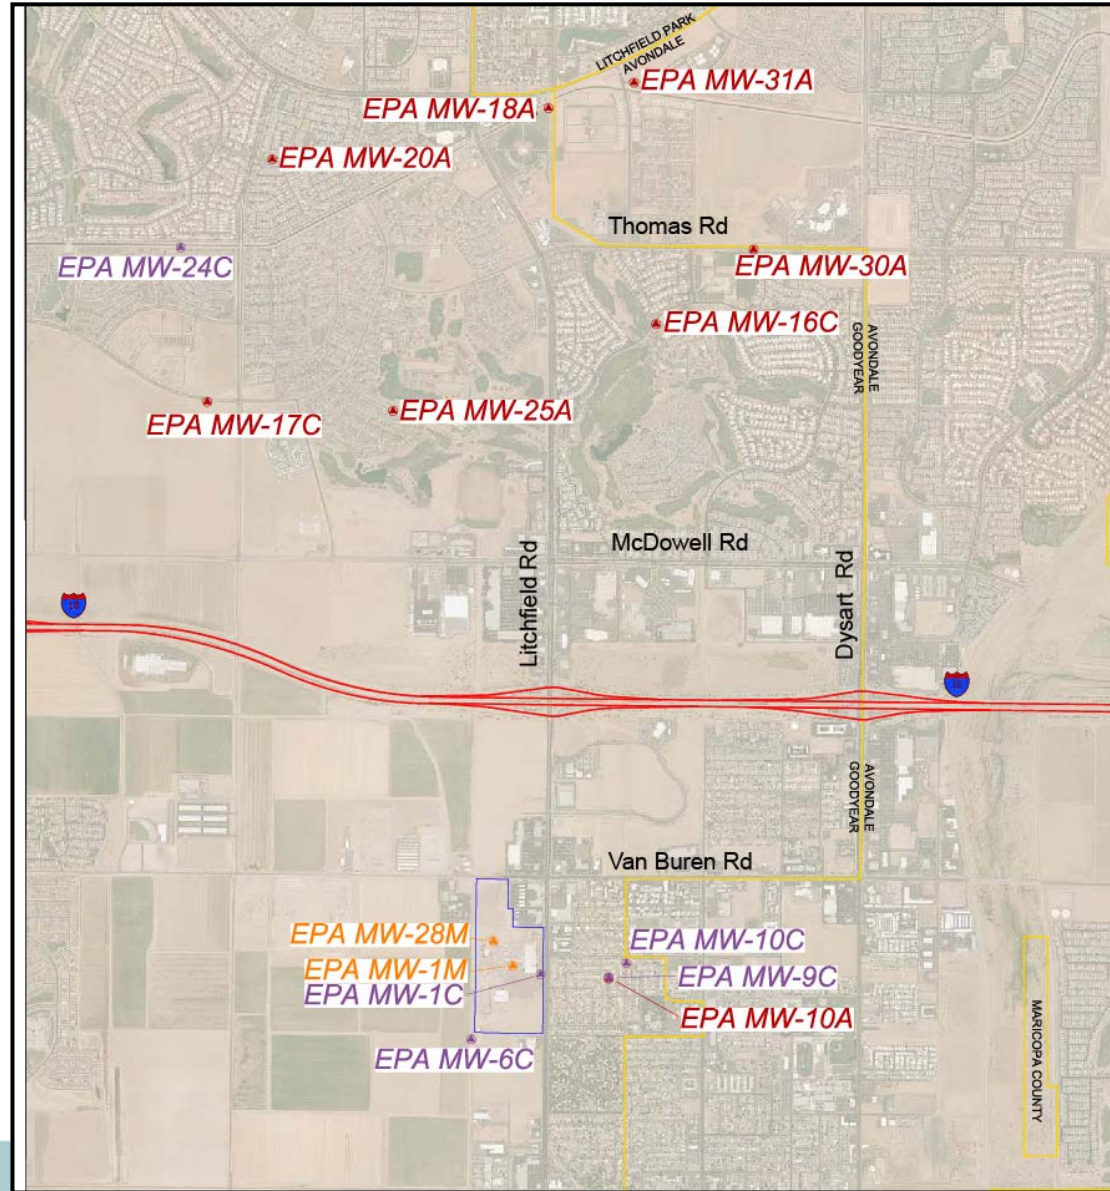 LITCHFIELD PARK
AVONDALE
EPA MW-31A
EPA MW-18A
EPA MW-20A
Thomas Rd
EPA MW-24C
EPA MW-30A
EPA MW-16C
AVONDALE
GOODYEAR
EPA MW-25A
EPA MW-17C
McDowell Rd
Litchfield Rd
Dysart Rd
10
10
AVONDALE
GOODYEAR
Van Buren Rd
EPA MW-28M
EPA MW-10C
EPA MW-1M
EPA MW-9C
EPA MW-1C
EPA MW-10A
EPA MW-6C
MARICOPA COUNTY